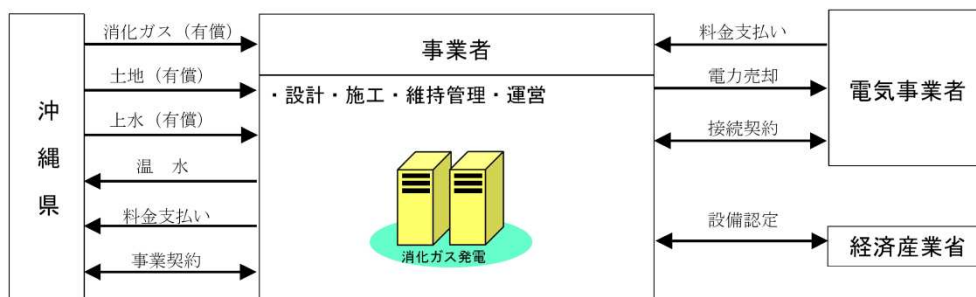 沖縄県
消化ガス（有償）
土地（有償）
上水（有償）
温　水
料金支払い
事業契約
事業者
・設計・施工・維持管理・運営
消化ガス発電
料金支払い
電力売却
接続契約
設備認定
電気事業者
経済産業省